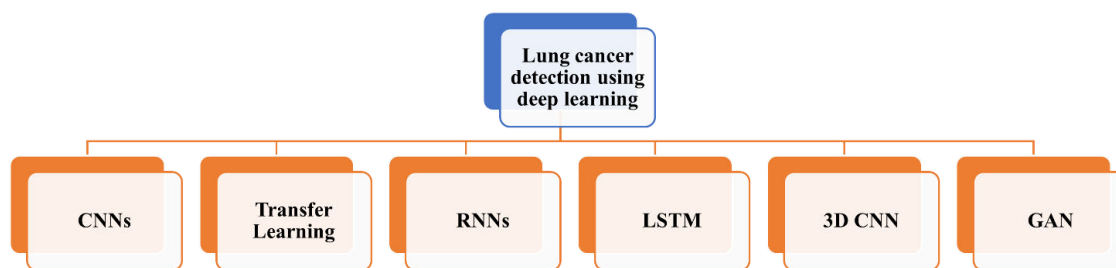 Lung cancer
detection using
deep learning
CNNs
Transfer
Learning
RNNs
LSTM
3D CNN
GAN